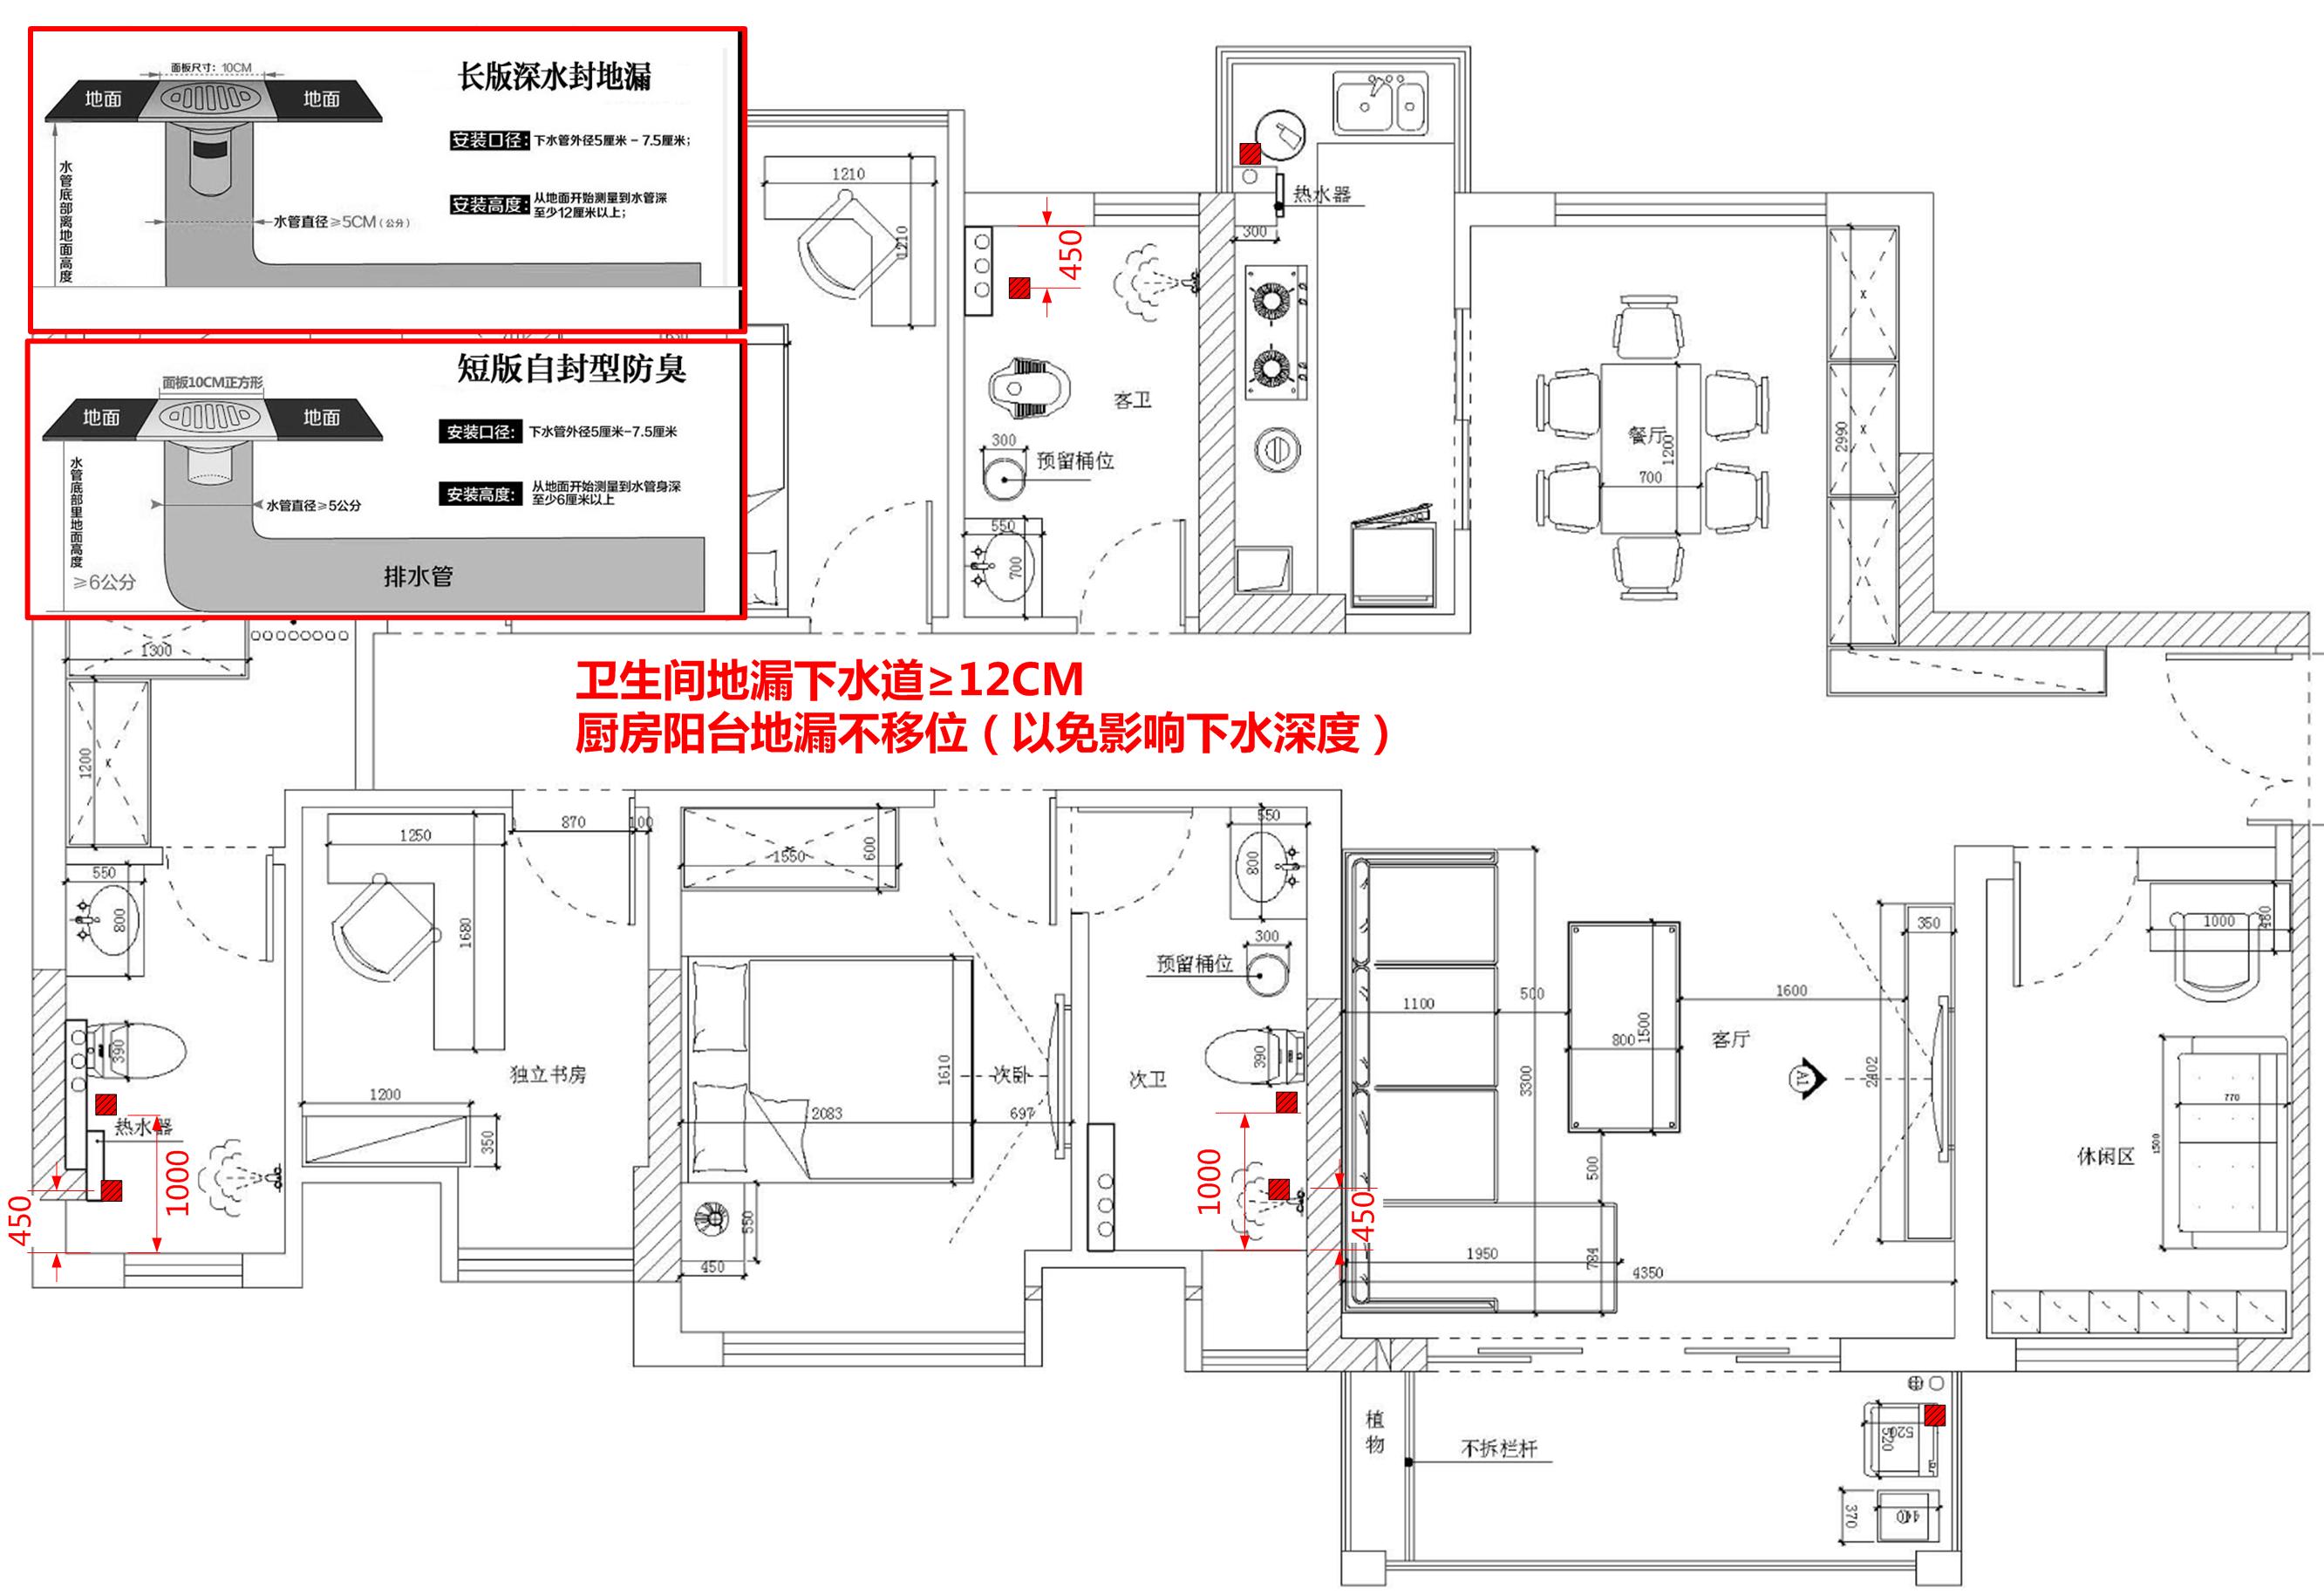 面板尺寸：10CM
长版深水封地漏
地面
地面
安装口径: 下水管外径5厘米 - 7.5厘米;
水管底部离地面高度
安装高度: 从地面开始测量到水管深
至少12厘米以上;
水管直径≥5CM（公分）
短版自封型防臭
面板10CM正方形
地面
地面
安装口径: 下水管外径5厘米-7.5厘米
水管底部里地面高度
安装高度: 从地面开始测量到水管身深
至少6厘米以上
水管直径≥5公分
≥6公分
排水管
1210
1210
450
热水器
300
客卫
300
预留桶位
550
700
餐厅
1200
700
2990
1300
1200
卫生间地漏下水道≥12CM
厨房阳台地漏不移位（以免影响下水深度）
550
800
390
热水器
1000
450
1250
870
100
1680
独立书房
1200
350
1550
600
1610
次卧
2083
697
550
450
550
800
300
预留桶位
次卫
390
1000
450
1100
500
800
1500
1600
客厅
A1
2402
350
3300
500
1950
784
4350
1000
480
770
1500
休闲区
植物
不拆栏杆
520
520
370
440